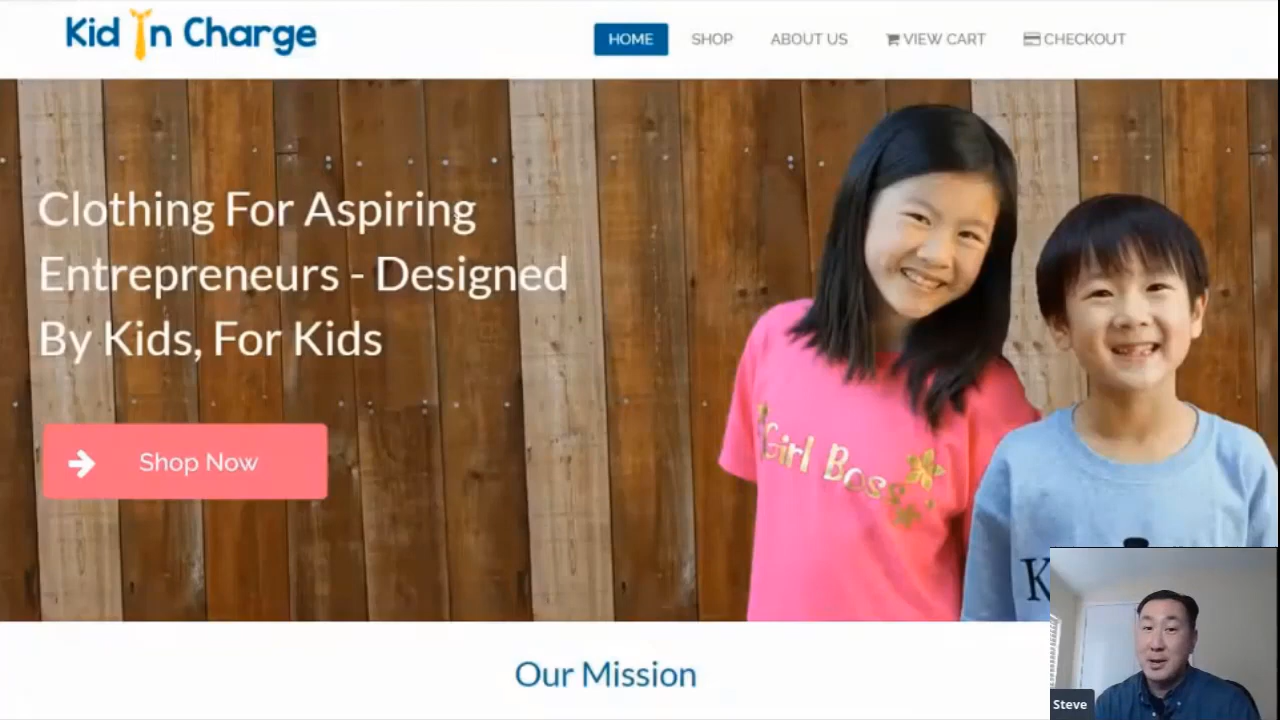 Kid In Charge
HOME
SHOP
ABOUT US
VIEW CART
CHECKOUT
Clothing For Aspiring
Entrepreneurs - Designed
By Kids, For Kids
Shop Now
Girl Boss
K
Our Mission
Steve